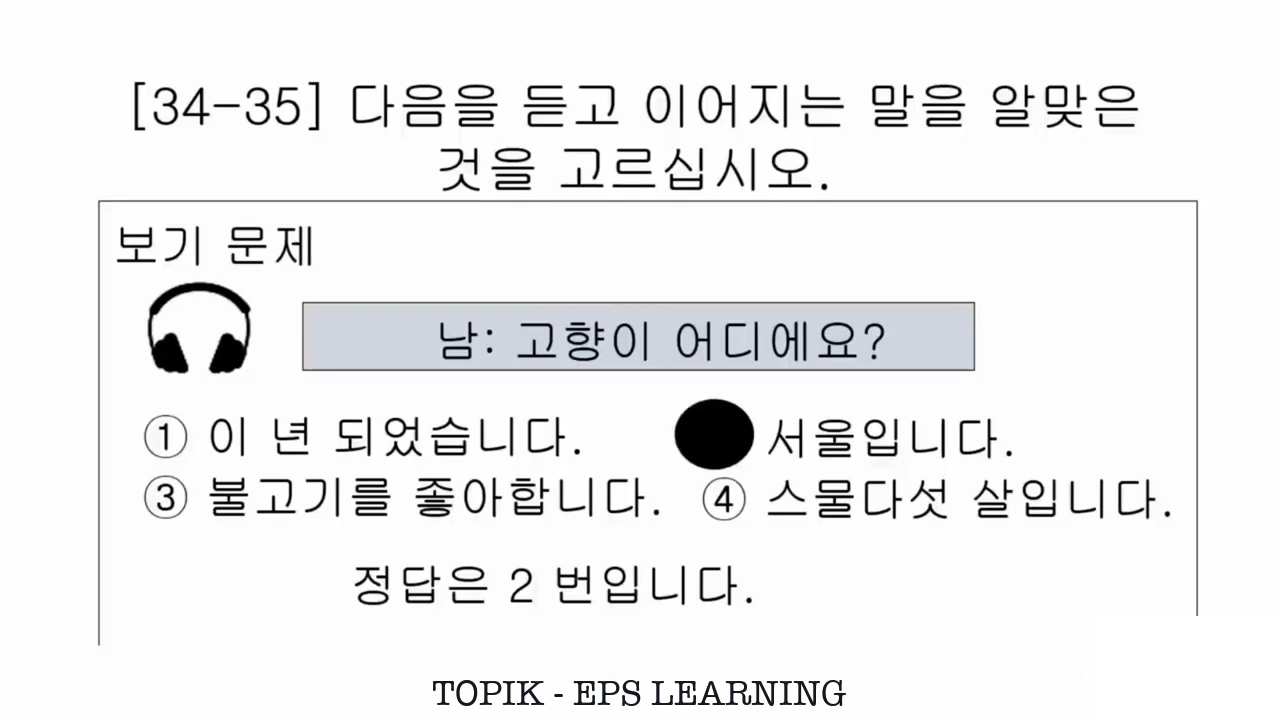 [34-35] 다음을 듣고 이어지는 말을 알맞은
것을 고르십시오.
보기 문제
남: 고향이 어디에요?
① 이 년 되었습니다. 서울입니다.
③ 불고기를 좋아합니다. ④ 스물다섯 살입니다.
정답은 2 번입니다.
TOPIK - EPS LEARNING